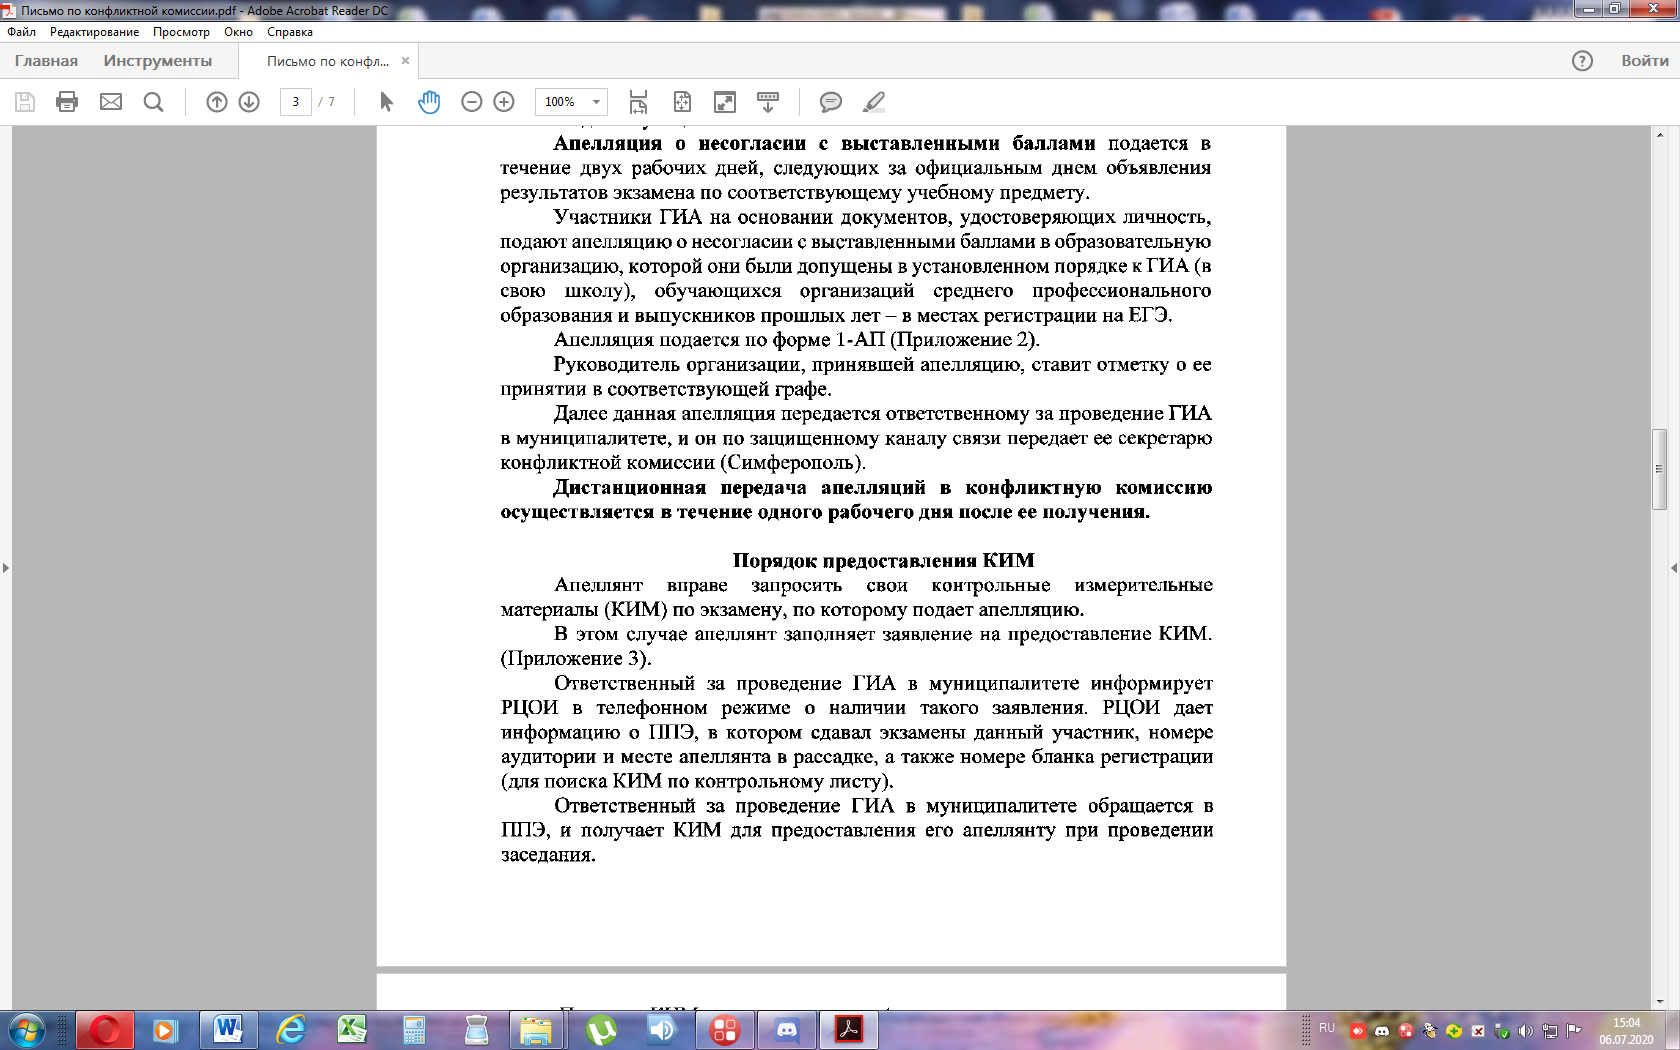 Письмо по конфликтной комиссии.pdf - Adobe Acrobat Reader DC
Файл Редактирование Просмотр Окно Справка
Главная Инструменты Письмо по конфл... × ? Войти
3 / 7 100%
Апелляция о несогласии с выставленными баллами подается в
течение двух рабочих дней, следующих за официальным днем объявления
результатов экзамена по соответствующему учебному предмету.
Участники ГИА на основании документов, удостоверяющих личность,
подают апелляцию о несогласии с выставленными баллами в образовательную
организацию, которой они были допущены в установленном порядке к ГИА (в
свою школу), обучающихся организаций среднего профессионального
образования и выпускников прошлых лет – в местах регистрации на ЕГЭ.
Апелляция подается по форме 1-АП (Приложение 2).
Руководитель организации, принявшей апелляцию, ставит отметку о ее
принятии в соответствующей графе.
Далее данная апелляция передается ответственному за проведение ГИА
в муниципалитете, и он по защищенному каналу связи передает ее секретарю
конфликтной комиссии (Симферополь).
Дистанционная передача апелляций в конфликтную комиссию
осуществляется в течение одного рабочего дня после ее получения.
Порядок предоставления КИМ
Апеллянт вправе запросить свои контрольные измерительные
материалы (КИМ) по экзамену, по которому подает апелляцию.
В этом случае апеллянт заполняет заявление на предоставление КИМ.
(Приложение 3).
Ответственный за проведение ГИА в муниципалитете информирует
РЦОИ в телефонном режиме о наличии такого заявления. РЦОИ дает
информацию о ППЭ, в котором сдавал экзамены данный участник, номере
аудитории и месте апеллянта в рассадке, а также номере бланка регистрации
(для поиска КИМ по контрольному листу).
Ответственный за проведение ГИА в муниципалитете обращается в
ППЭ, и получает КИМ для предоставления его апеллянту при проведении
заседания.
RU 15:04
06.07.2020